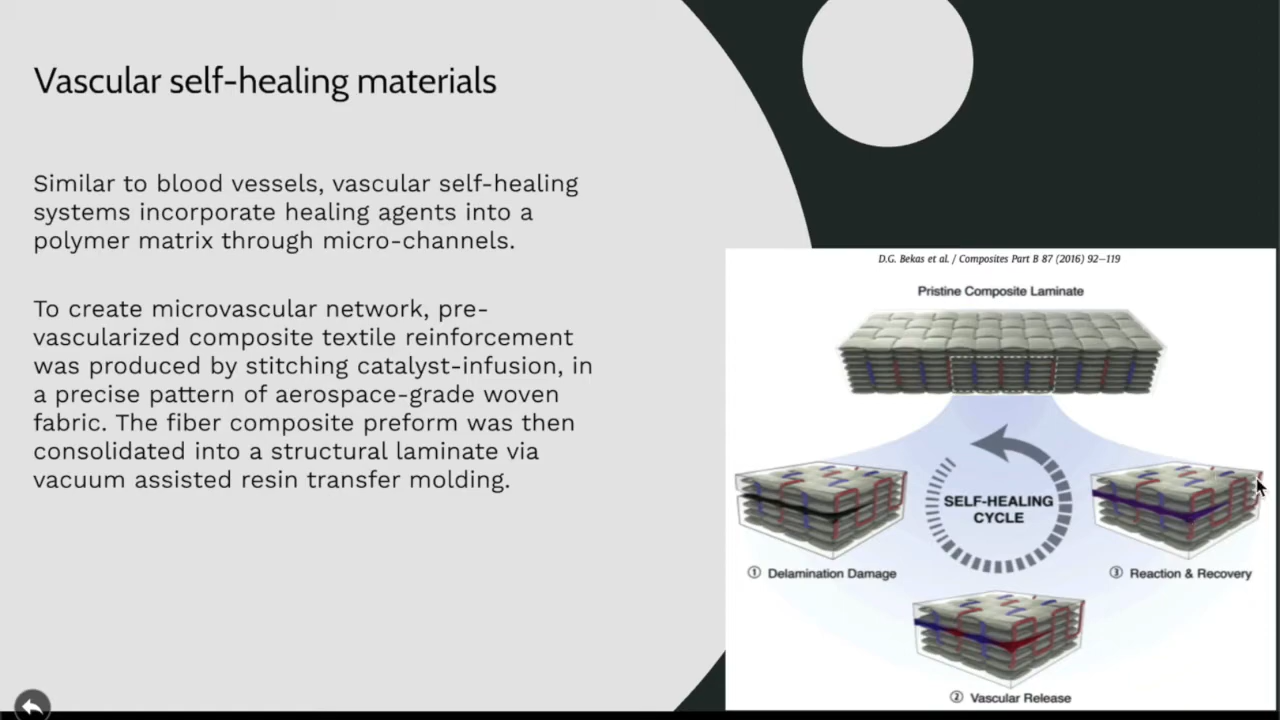 Vascular self-healing materials
Similar to blood vessels, vascular self-healing
systems incorporate healing agents into a
polymer matrix through micro-channels.
To create microvascular network, pre-
vascularized composite textile reinforcement
was produced by stitching catalyst-infusion, in
a precise pattern of aerospace-grade woven
fabric. The fiber composite preform was then
consolidated into a structural laminate via
vacuum assisted resin transfer molding.
D.G. Bekas et al. / Composites Part B 87 (2016) 92–119
Pristine Composite Laminate
SELF-HEALING
CYCLE
① Delamination Damage
③ Reaction & Recovery
② Vascular Release